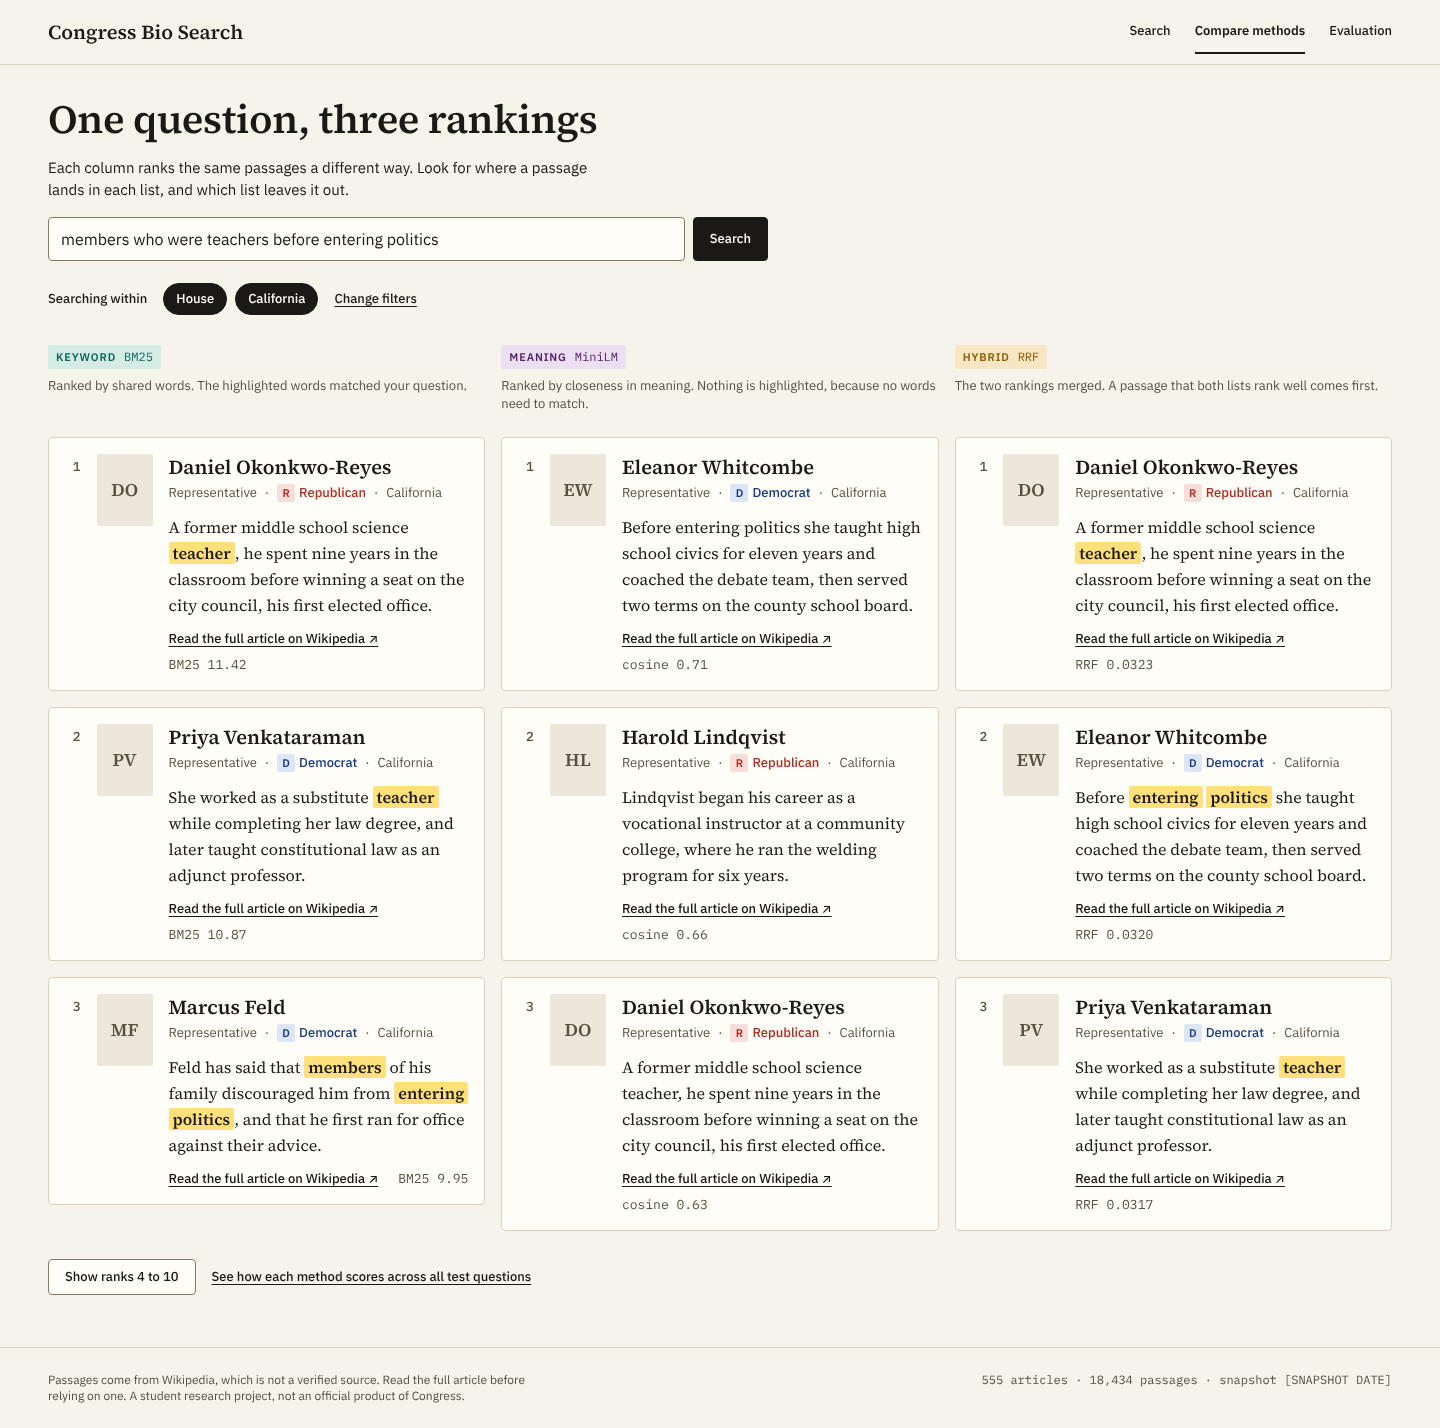 Congress Bio Search
Search
Compare methods
Evaluation
One question, three rankings
Each column ranks the same passages a different way. Look for where a passage
lands in each list, and which list leaves it out.
members who were teachers before entering politics
Search
Searching within
House
California
Change filters
KEYWORD BM25
Ranked by shared words. The highlighted words matched your question.
MEANING MiniLM
Ranked by closeness in meaning. Nothing is highlighted, because no words
need to match.
HYBRID RRF
The two rankings merged. A passage that both lists rank well comes first.
1
DO
Daniel Okonkwo-Reyes
Representative · R Republican · California
A former middle school science
teacher, he spent nine years in the
classroom before winning a seat on the
city council, his first elected office.
Read the full article on Wikipedia ↗
BM25 11.42
1
EW
Eleanor Whitcombe
Representative · D Democrat · California
Before entering politics she taught high
school civics for eleven years and
coached the debate team, then served
two terms on the county school board.
Read the full article on Wikipedia ↗
cosine 0.71
1
DO
Daniel Okonkwo-Reyes
Representative · R Republican · California
A former middle school science
teacher, he spent nine years in the
classroom before winning a seat on the
city council, his first elected office.
Read the full article on Wikipedia ↗
RRF 0.0323
2
PV
Priya Venkataraman
Representative · D Democrat · California
She worked as a substitute teacher
while completing her law degree, and
later taught constitutional law as an
adjunct professor.
Read the full article on Wikipedia ↗
BM25 10.87
2
HL
Harold Lindqvist
Representative · R Republican · California
Lindqvist began his career as a
vocational instructor at a community
college, where he ran the welding
program for six years.
Read the full article on Wikipedia ↗
cosine 0.66
2
EW
Eleanor Whitcombe
Representative · D Democrat · California
Before entering politics she taught
high school civics for eleven years and
coached the debate team, then served
two terms on the county school board.
Read the full article on Wikipedia ↗
RRF 0.0320
3
MF
Marcus Feld
Representative · D Democrat · California
Feld has said that members of his
family discouraged him from entering
politics, and that he first ran for office
against their advice.
Read the full article on Wikipedia ↗ BM25 9.95
3
DO
Daniel Okonkwo-Reyes
Representative · R Republican · California
A former middle school science
teacher, he spent nine years in the
classroom before winning a seat on the
city council, his first elected office.
Read the full article on Wikipedia ↗
cosine 0.63
3
PV
Priya Venkataraman
Representative · D Democrat · California
She worked as a substitute teacher
while completing her law degree, and
later taught constitutional law as an
adjunct professor.
Read the full article on Wikipedia ↗
RRF 0.0317
Show ranks 4 to 10
See how each method scores across all test questions
Passages come from Wikipedia, which is not a verified source. Read the full article before
relying on one. A student research project, not an official product of Congress.
555 articles · 18,434 passages · snapshot [SNAPSHOT DATE]